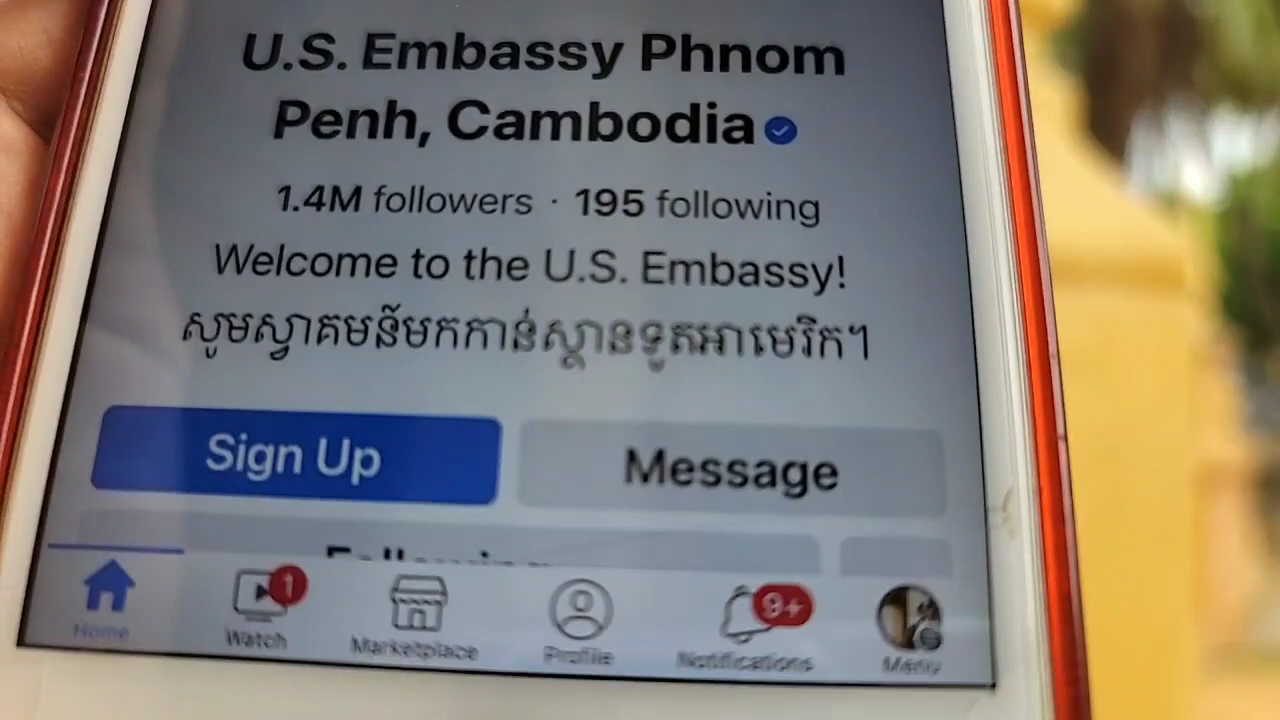 U.S. Embassy Phnom
Penh, Cambodia
1.4M followers · 195 following
Welcome to the U.S. Embassy!
សូមស្វាគមន៍មកកាន់ស្ថានទូតអាមេរិក។
Sign Up
Message
Following
Home
1
Watch
Marketplace
Profile
9+
Notifications
Menu